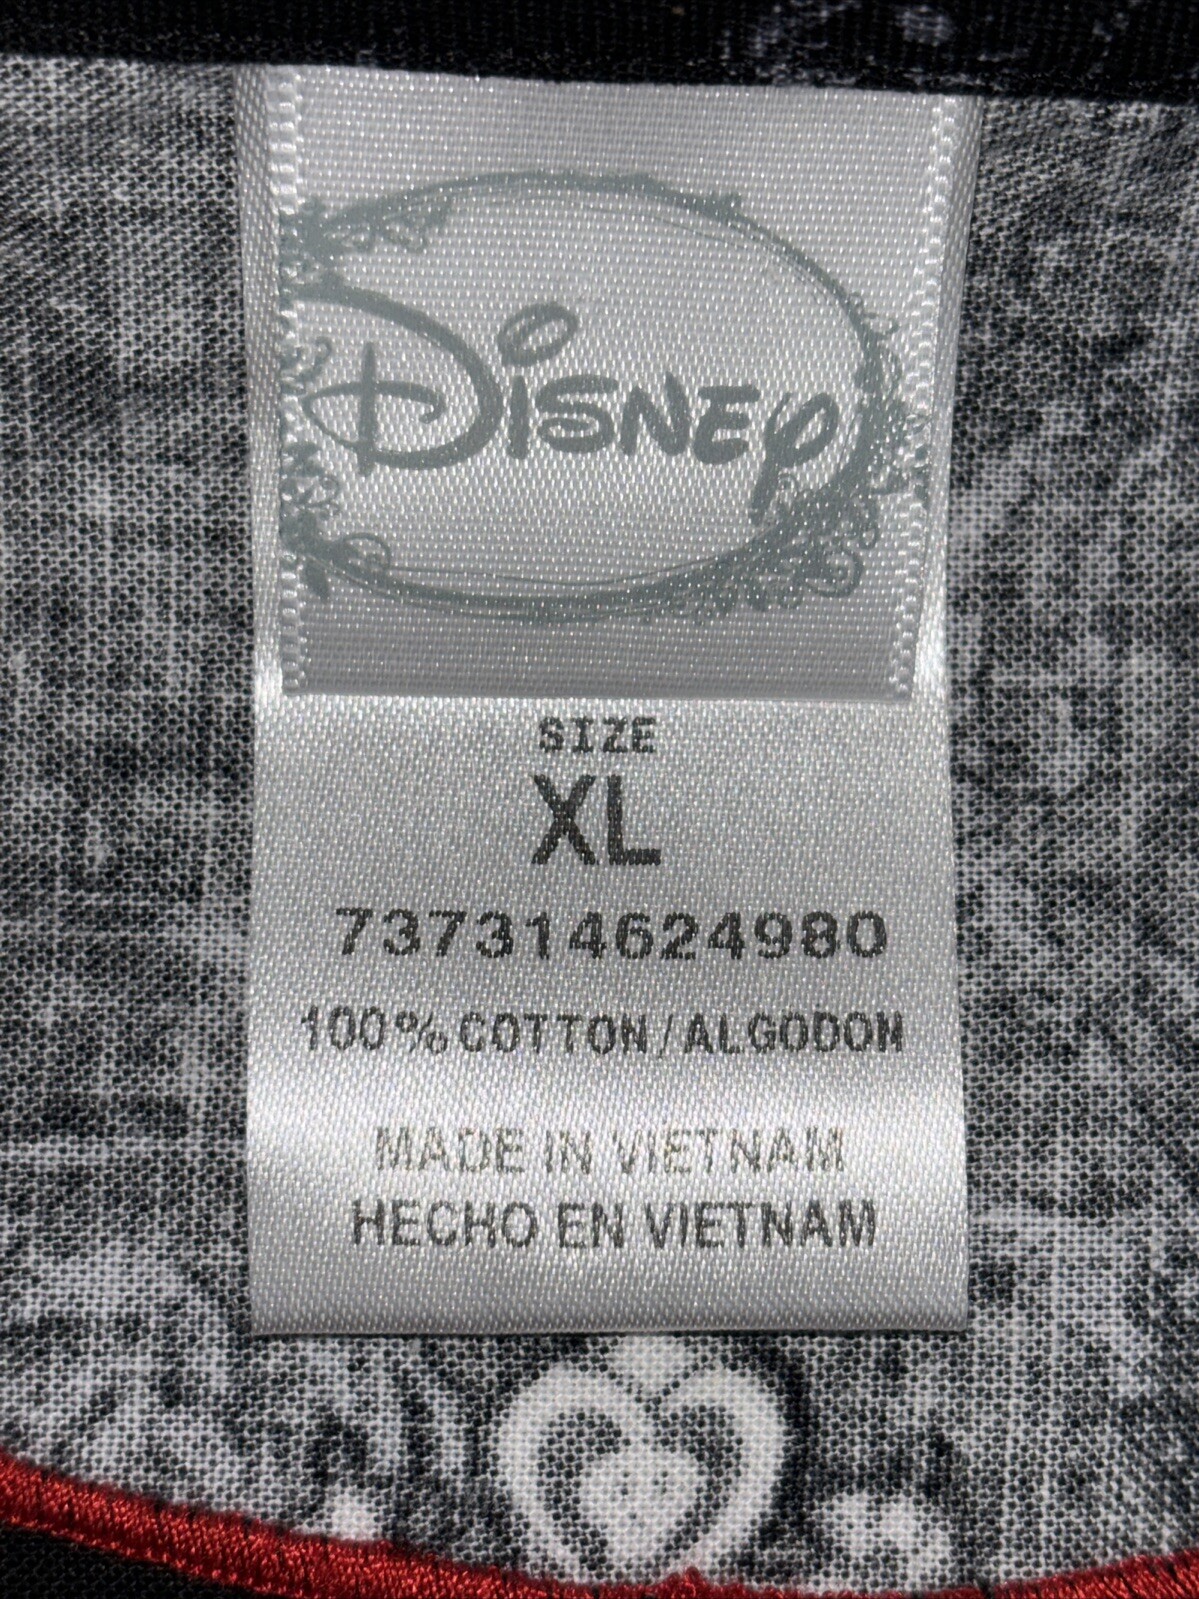 Disney
SIZE
XL
737314624980
100% COTTON/ALGODON
MADE IN VIETNAM
HECHO EN VIETNAM